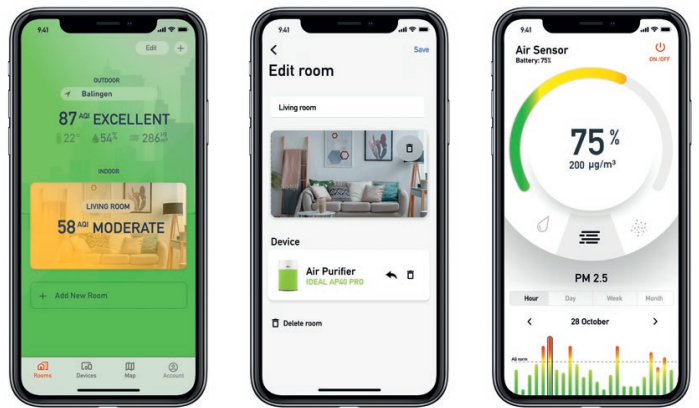 9.41
Edit +
OUTDOOR
Balingen
87 AQI EXCELLENT
22° 54% 286
INDOOR
LIVING ROOM
58 AQI MODERATE
+ Add New Room
Rooms Devices Map Account
9.41
Save
Edit room
Living room
Device
Air Purifier
IDEAL AP40 PRO
Delete room
9.41
Air Sensor
Battery: 75%
ON /OFF
75 %
200 µg/m³
PM 2.5
Hour Day Week Month
< 28 October >